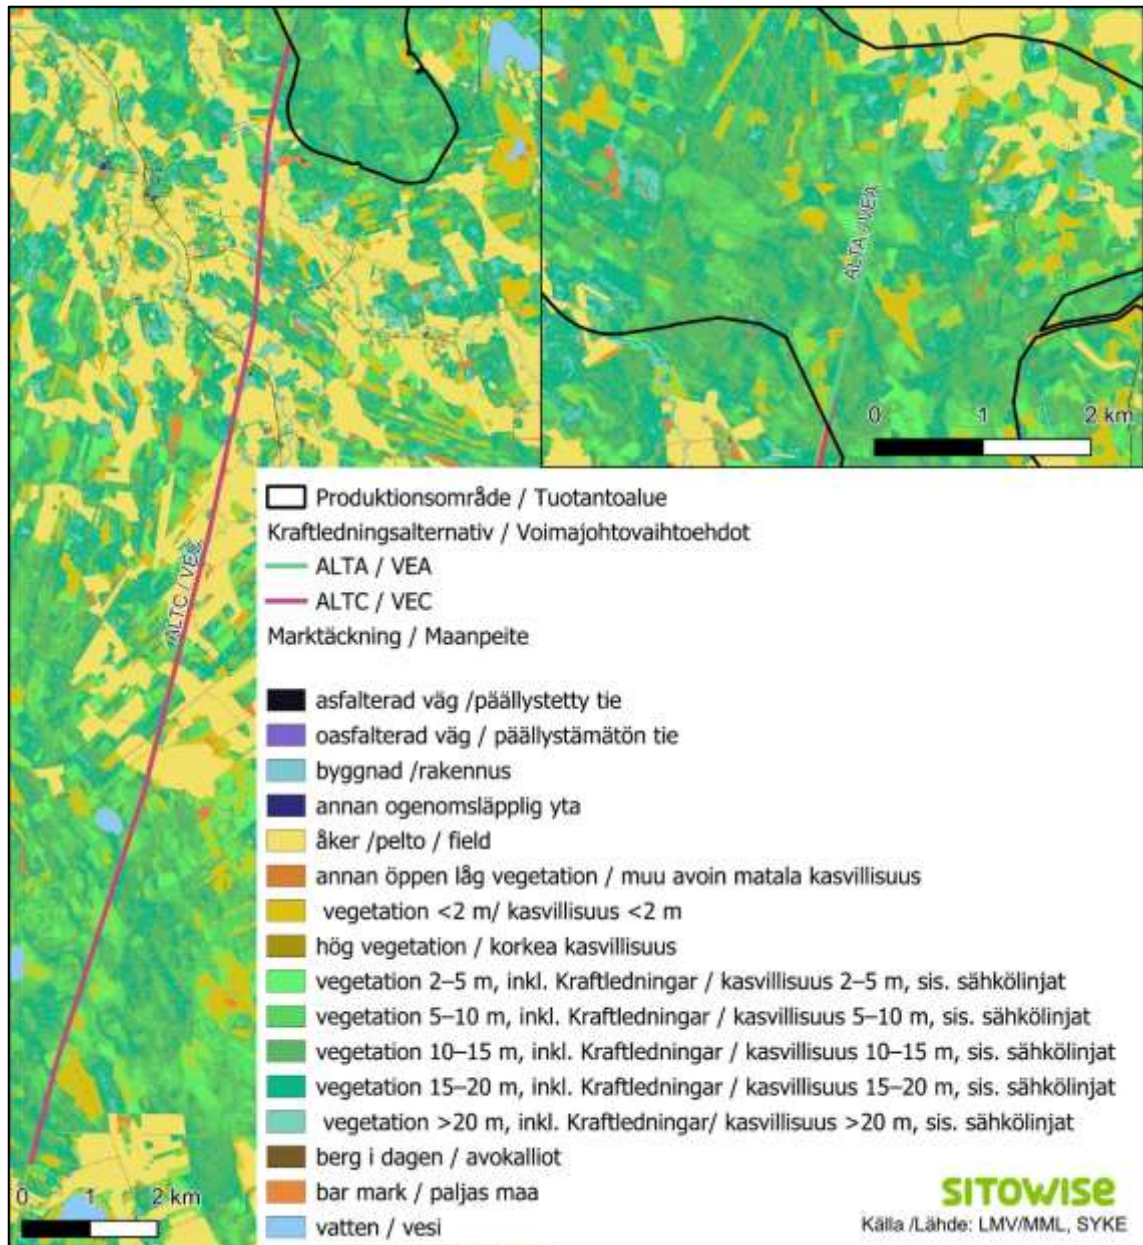 ALTA / VEA
0 1 2 km
Produktionsområde / Tuotantoalue
Kraftledningsalternativ / Voimajohtovaihtoehdot
ALTA / VEA
ALTC / VEC
Marktäckning / Maanpeite
ALTC / VEC
asfalterad väg /päällystetty tie
oasfalterad väg / päällystämätön tie
byggnad /rakennus
annan ogenomsläpplig yta
åker /pelto / field
annan öppen låg vegetation / muu avoin matala kasvillisuus
vegetation <2 m/ kasvillisuus <2 m
hög vegetation / korkea kasvillisuus
vegetation 2–5 m, inkl. Kraftledningar / kasvillisuus 2–5 m, sis. sähkölinjat
vegetation 5–10 m, inkl. Kraftledningar / kasvillisuus 5–10 m, sis. sähkölinjat
vegetation 10–15 m, inkl. Kraftledningar / kasvillisuus 10–15 m, sis. sähkölinjat
vegetation 15–20 m, inkl. Kraftledningar / kasvillisuus 15–20 m, sis. sähkölinjat
vegetation >20 m, inkl. Kraftledningar/ kasvillisuus >20 m, sis. sähkölinjat
berg i dagen / avokalliot
bar mark / paljas maa
vatten / vesi
0 1 2 km
SITOWISE
Källa /Lähde: LMV/MML, SYKE